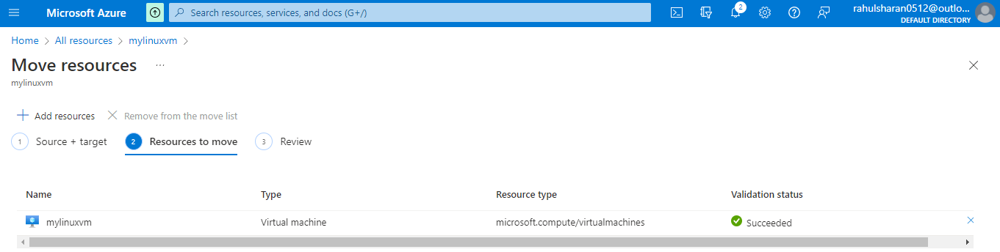 Microsoft Azure
Search resources, services, and docs (G+/)
2
rahulsharan0512@outlo...
DEFAULT DIRECTORY
Home > All resources > mylinuxvm >
Move resources ...
mylinuxvm
Add resources Remove from the move list
1 Source + target 2 Resources to move 3 Review
Name Type Resource type Validation status
mylinuxvm Virtual machine microsoft.compute/virtualmachines Succeeded